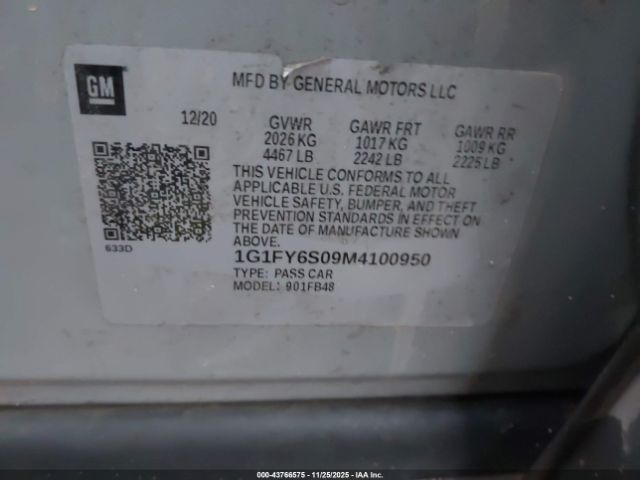 GM
MFD BY GENERAL MOTORS LLC
12/20 GVWR GAWR FRT GAWR RR
2026 KG 1017 KG 1009 KG
4467 LB 2242 LB 2225 LB
THIS VEHICLE CONFORMS TO ALL
APPLICABLE U.S. FEDERAL MOTOR
VEHICLE SAFETY, BUMPER, AND THEFT
PREVENTION STANDARDS IN EFFECT ON
THE DATE OF MANUFACTURE SHOWN
ABOVE.
633D
1G1FY6S09M4100950
TYPE: PASS CAR
MODEL: 901FB48
000-43766575 - 11/25/2025 - IAAI.COM